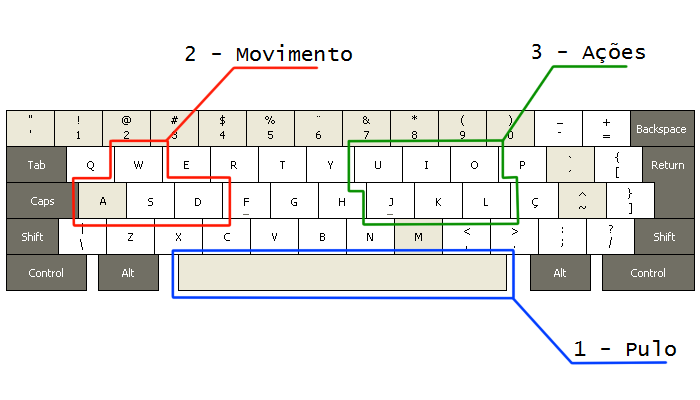 2 - Movimento
3 - Ações
" ! @ # $ % ¨ & * ( ) _ + Backspace
' 1 2 3 4 5 6 7 8 9 0 - =
Tab Q W E R T Y U I O P ` { Return
´ [
Caps A S D F G H J K L Ç ^ }
~ ]
Shift | Z X C V B N M < > : ? Shift
\ , . ; /
Control Alt Alt Control
1 - Pulo